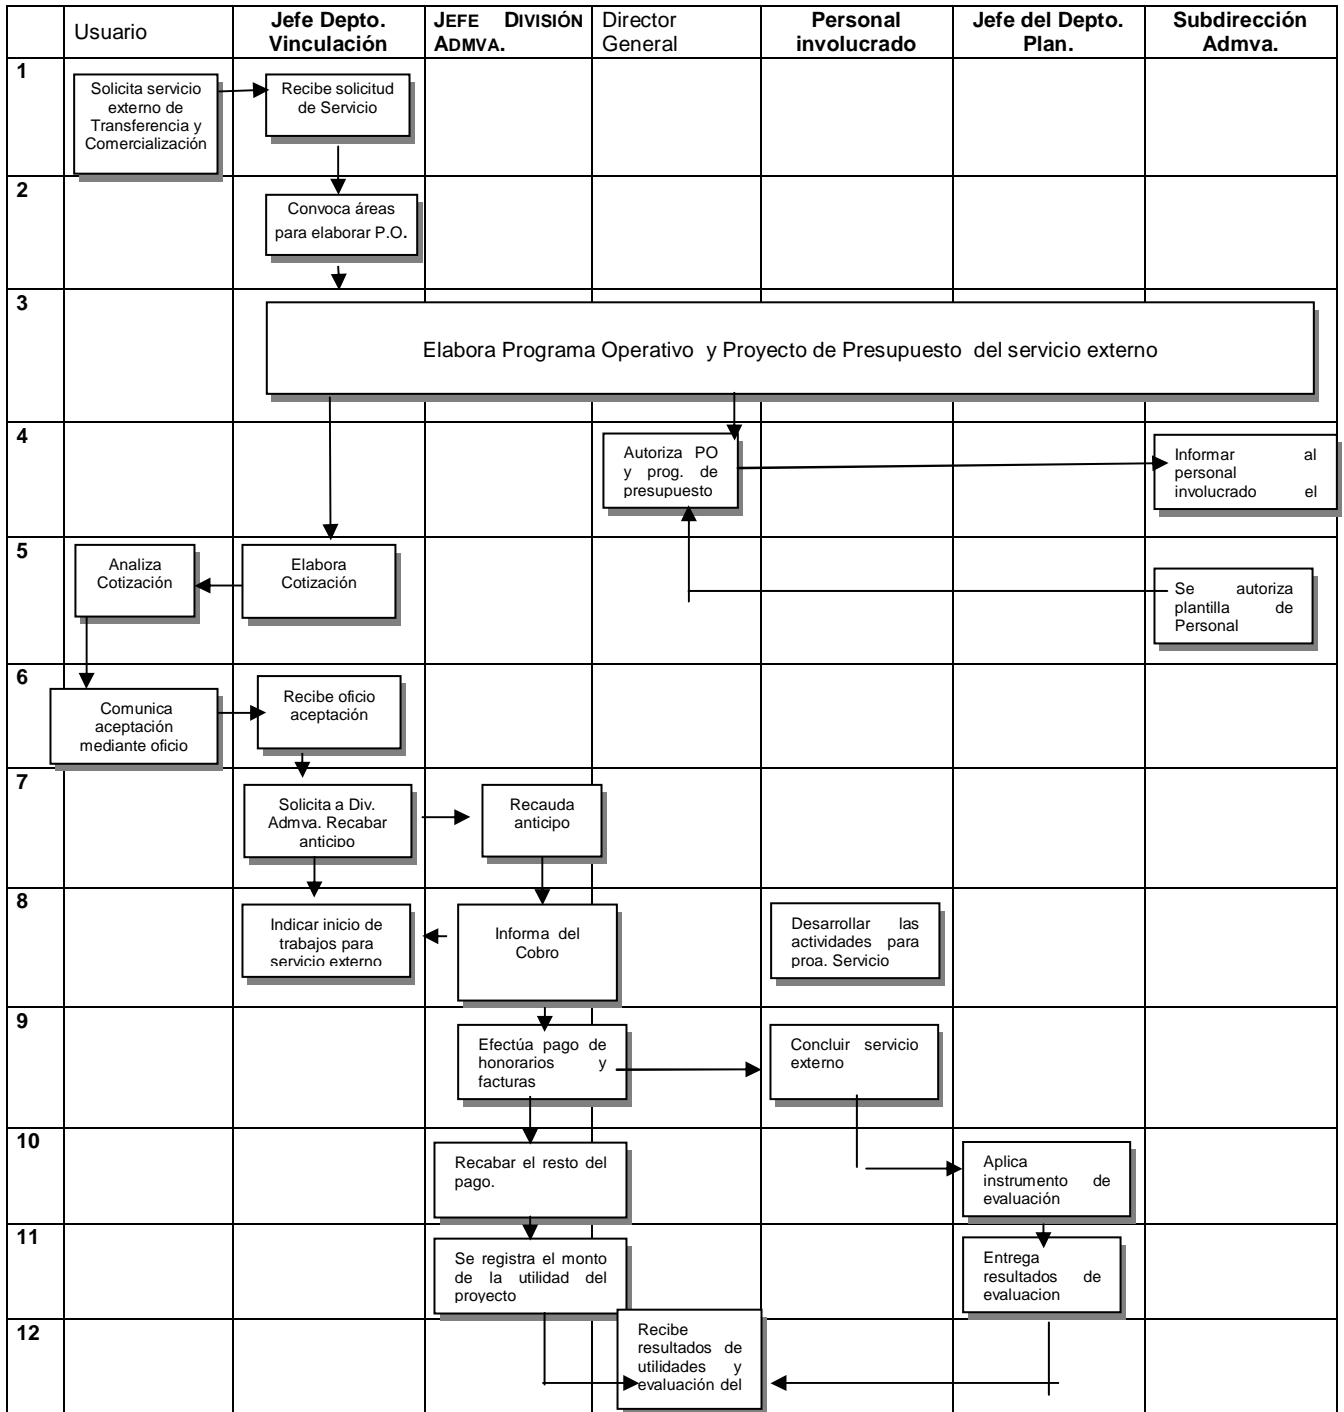 Usuario
Jefe Depto.
Vinculación
JEFE DIVISIÓN
ADMVA.
Director
General
Personal
involucrado
Jefe del Depto.
Plan.
Subdirección
Admva.
1
Solicita servicio
externo de
Transferencia y
Comercialización
Recibe solicitud
de Servicio
2
Convoca áreas
para elaborar P.O.
3
Elabora Programa Operativo y Proyecto de Presupuesto del servicio externo
4
Autoriza PO
y prog. de
presupuesto
Informar al
personal
involucrado el
5
Analiza
Cotización
Elabora
Cotización
Se autoriza
plantilla de
Personal
6
Comunica
aceptación
mediante oficio
Recibe oficio
aceptación
7
Solicita a Div.
Admva. Recabar
anticipo
Recauda
anticipo
8
Indicar inicio de
trabajos para
servicio externo
Informa del
Cobro
Desarrollar las
actividades para
proa. Servicio
9
Efectúa pago de
honorarios y
facturas
Concluir servicio
externo
10
Recabar el resto del
pago.
Aplica
instrumento de
evaluación
11
Se registra el monto
de la utilidad del
proyecto
Entrega
resultados de
evaluacion
12
Recibe
resultados de
utilidades y
evaluación del